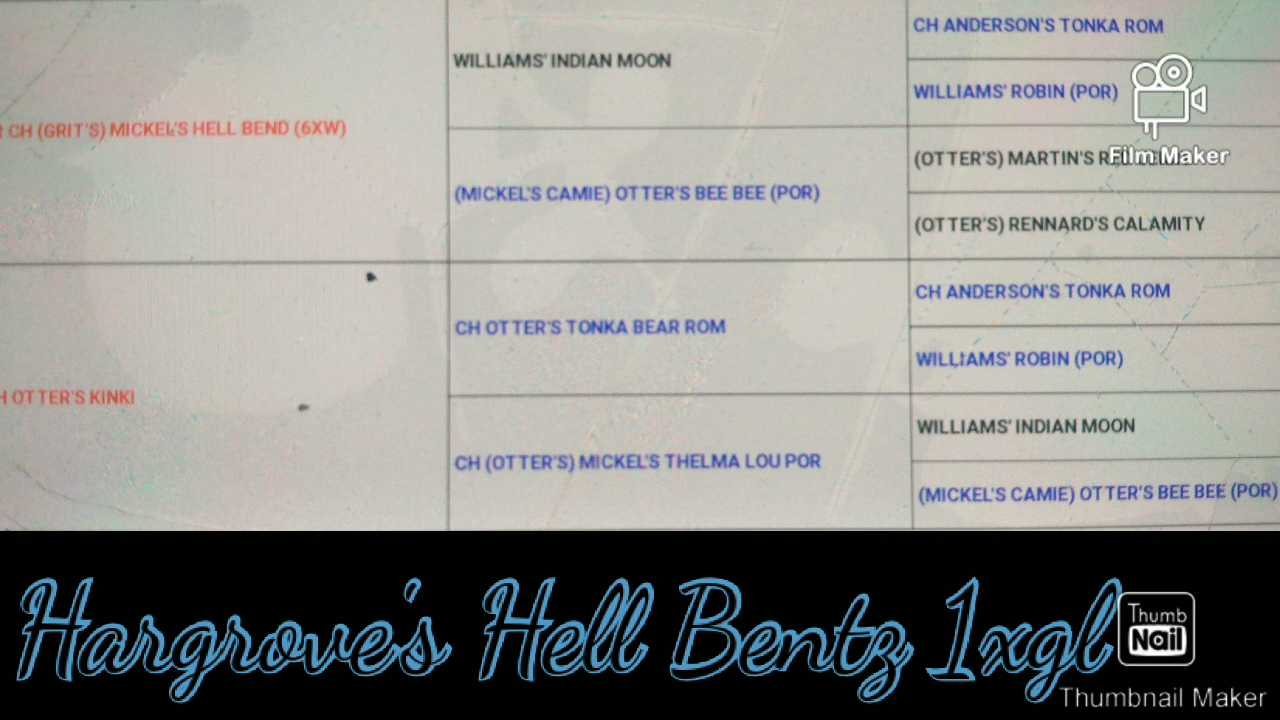 CH ANDERSON'S TONKA ROM
WILLIAMS' INDIAN MOON
WILLIAMS' ROBIN (POR)
CH (GRIT'S) MICKEL'S HELL BEND (6XW)
(OTTER'S) MARTIN'S
Film Maker
(MICKEL'S CAMIE) OTTER'S BEE BEE (POR)
(OTTER'S) RENNARD'S CALAMITY
CH ANDERSON'S TONKA ROM
CH OTTER'S TONKA BEAR ROM
WILLIAMS' ROBIN (POR)
OTTER'S KINKI
WILLIAMS' INDIAN MOON
CH (OTTER'S) MICKEL'S THELMA LOU POR
(MICKEL'S CAMIE) OTTER'S BEE BEE (POR)
Hargrove's Hell Bentz 1xgl
Thumb
Nail
Thumbnail Maker